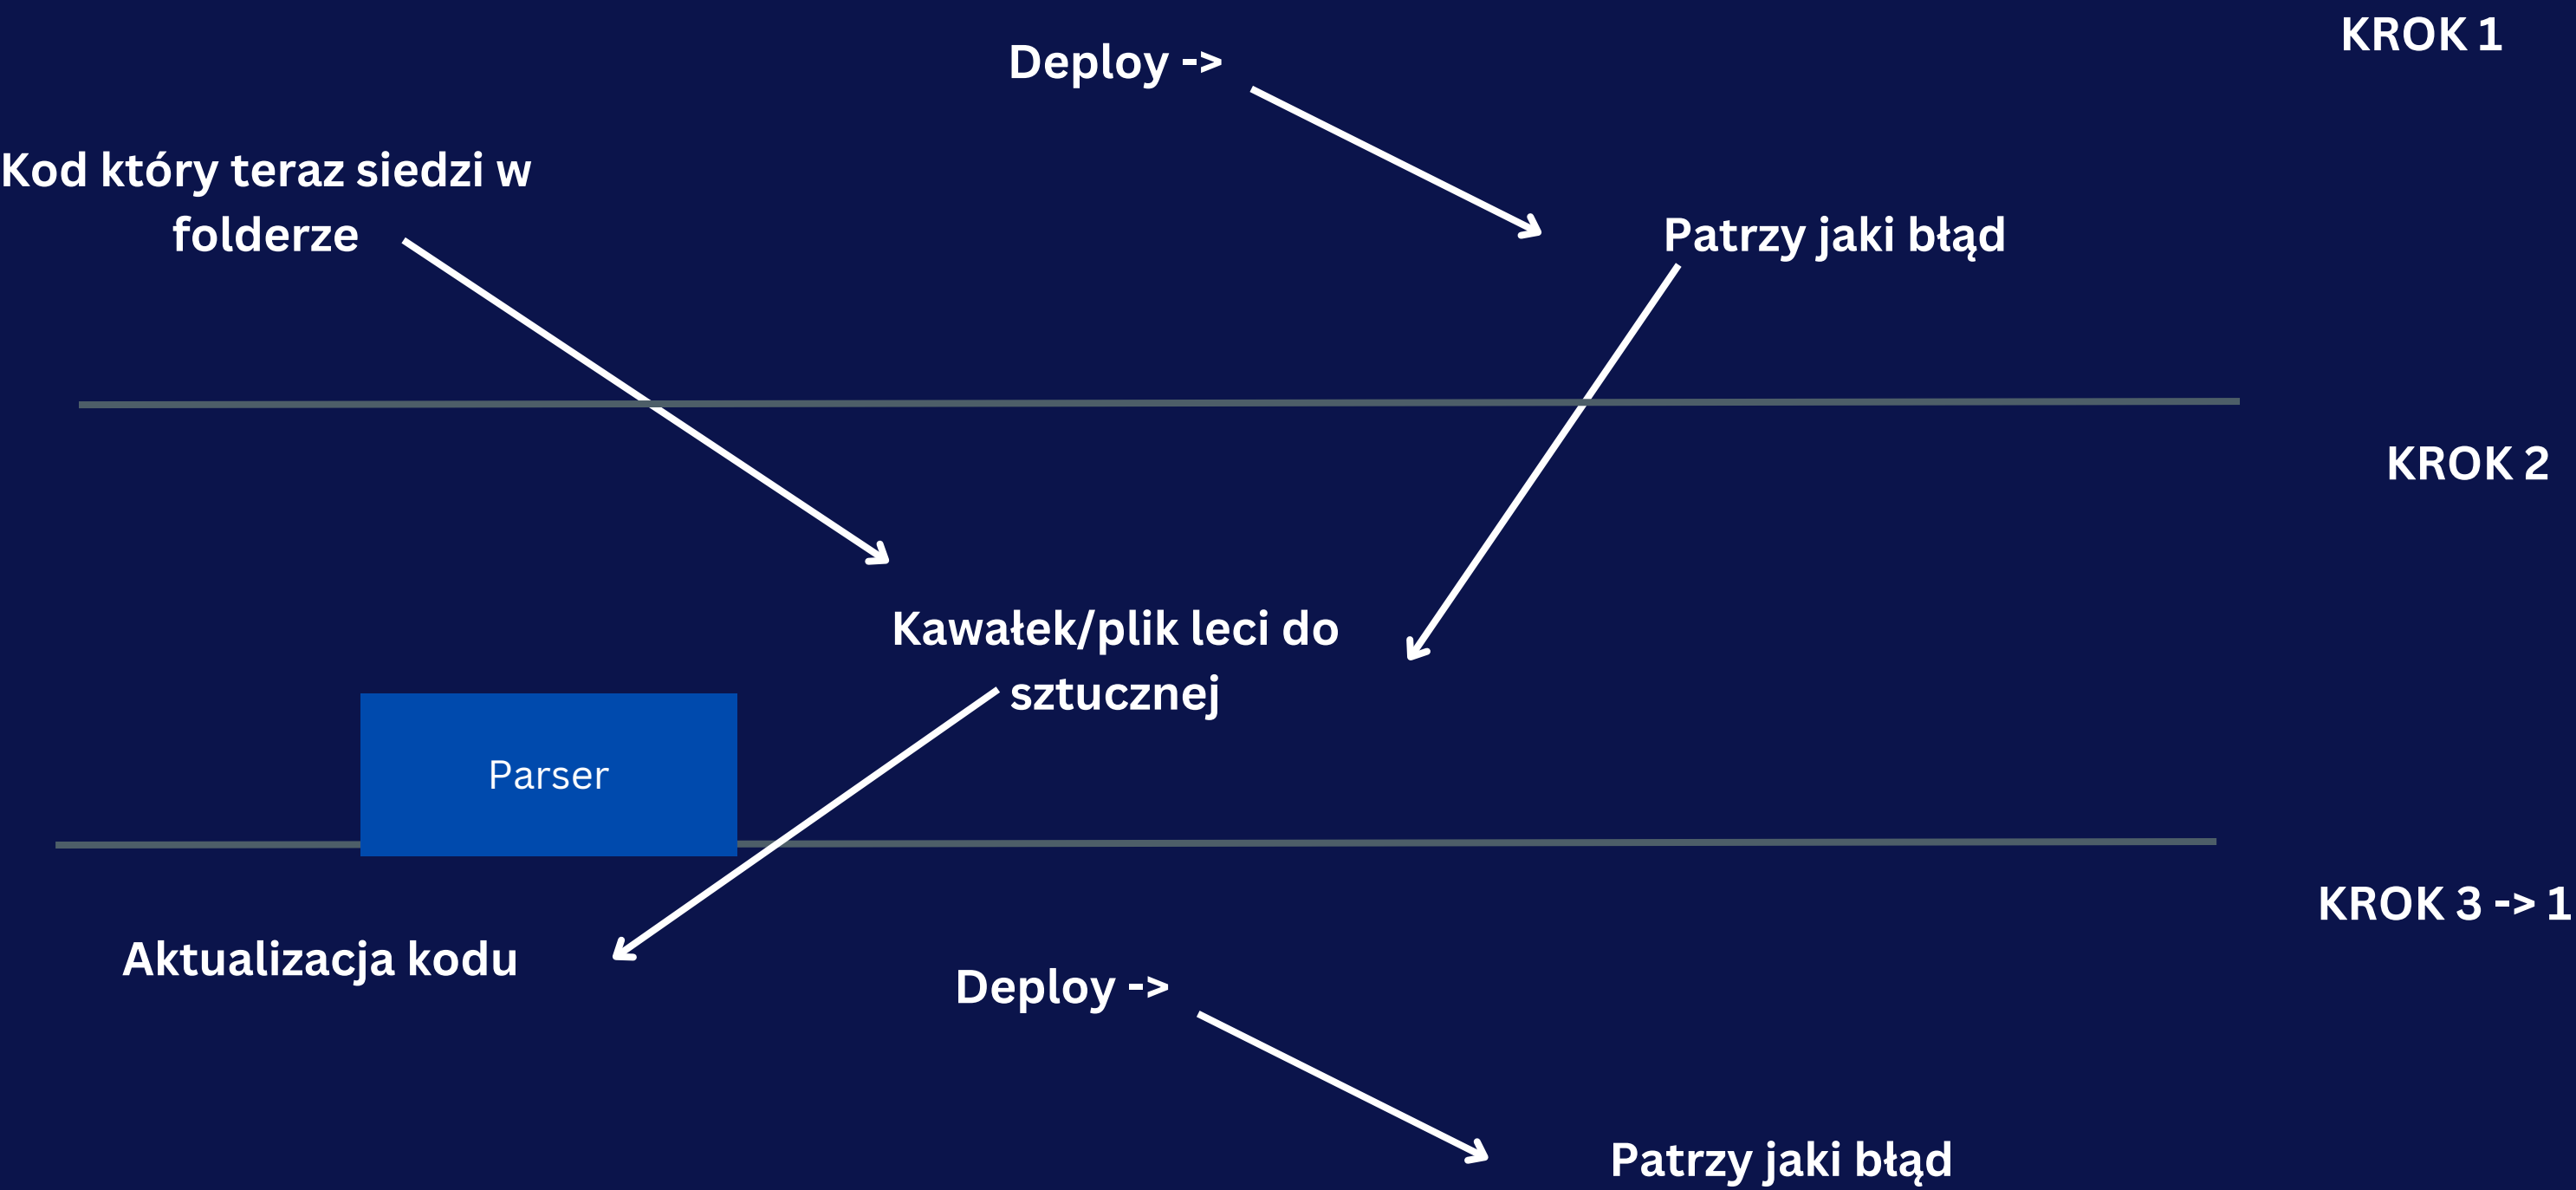 KROK 1
Deploy ->
Kod który teraz siedzi w
folderze
Patrzy jaki błąd
KROK 2
Kawałek/plik leci do
sztucznej
Parser
KROK 3 -> 1
Aktualizacja kodu
Deploy ->
Patrzy jaki błąd